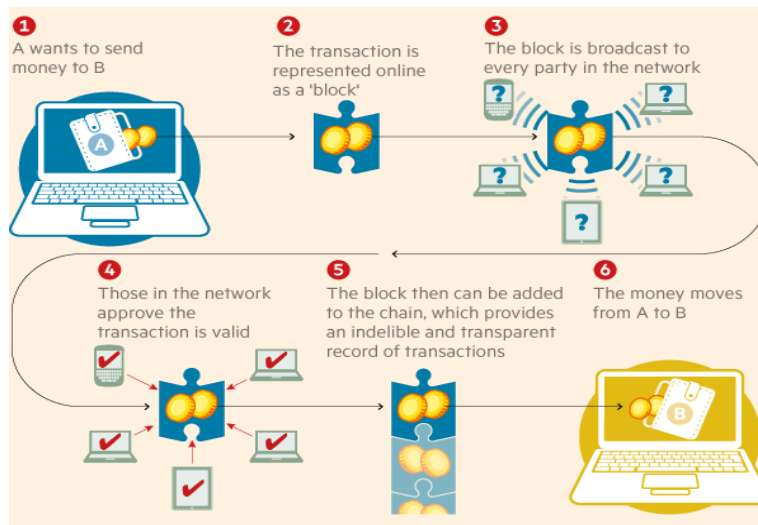 1
A wants to send
money to B
A
2
The transaction is
represented online
as a 'block'
3
The block is broadcast to
every party in the network
?
?
?
?
?
4
Those in the network
approve the
transaction is valid
5
The block then can be added
to the chain, which provides
an indelible and transparent
record of transactions
6
The money moves
from A to B
B